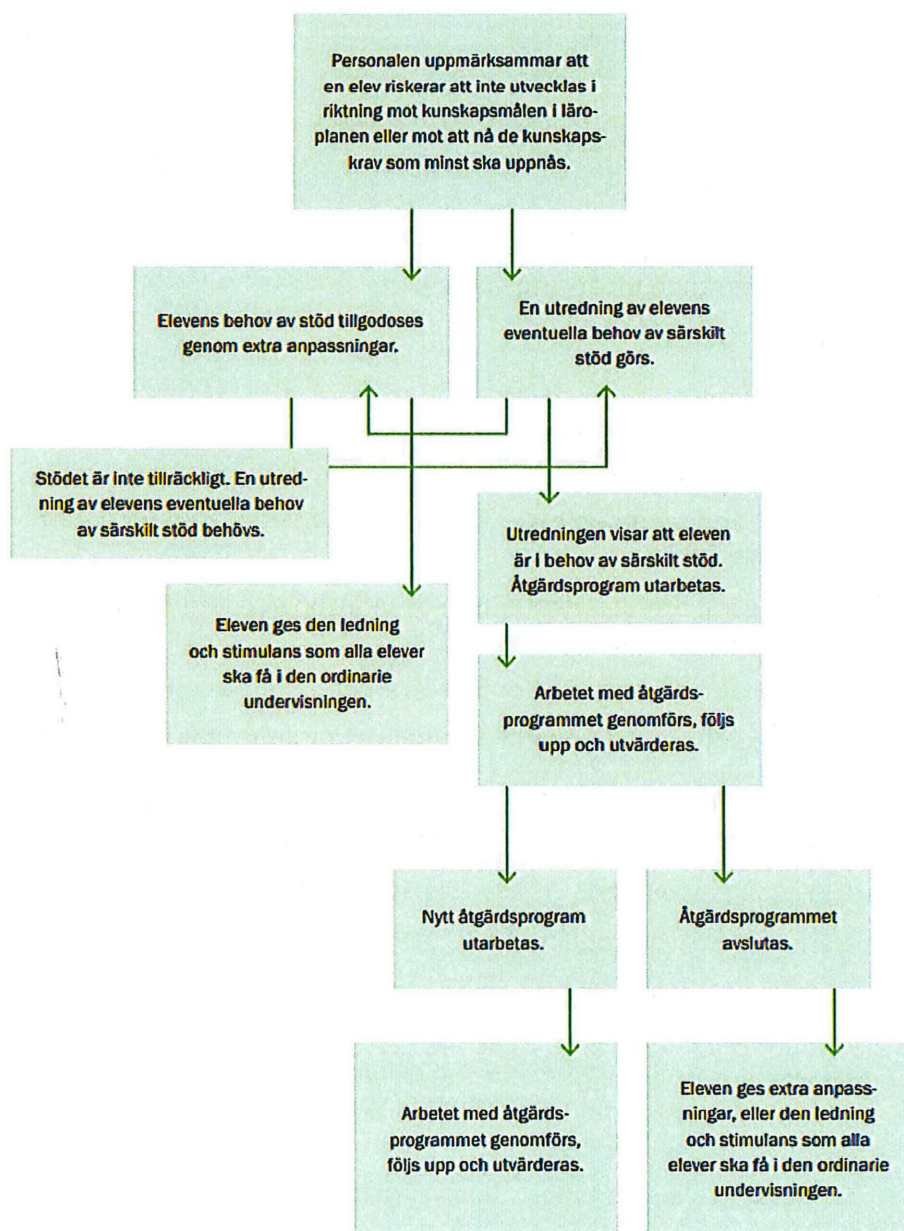 Personalen uppmärksammar att
en elev riskerar att inte utvecklas i
riktning mot kunskapsmålen i läro-
planen eller mot att nå de kunskaps-
krav som minst ska uppnås.
Elevens behov av stöd tillgodoses
genom extra anpassningar.
En utredning av elevens
eventuella behov av särskilt
stöd görs.
Stödet är inte tillräckligt. En utred-
ning av elevens eventuella behov
av särskilt stöd behövs.
Utredningen visar att eleven
är i behov av särskilt stöd.
Åtgärdsprogram utarbetas.
Eleven ges den ledning
och stimulans som alla elever
ska få i den ordinarie
undervisningen.
Arbetet med åtgärds-
programmet genomförs, följs
upp och utvärderas.
Nytt åtgärdsprogram
utarbetas.
Åtgärdsprogrammet
avslutas.
Arbetet med åtgärds-
programmet genomförs,
följs upp och utvärderas.
Eleven ges extra anpass-
ningar, eller den ledning
och stimulans som alla
elever ska få i den ordinarie
undervisningen.